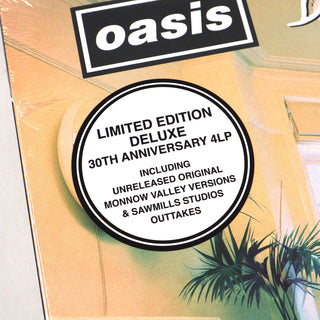 oasis
LIMITED EDITION
DELUXE
30TH ANNIVERSARY 4LP
INCLUDING
UNRELEASED ORIGINAL
MONNOW VALLEY VERSIONS
& SAWMILLS STUDIOS
OUTTAKES